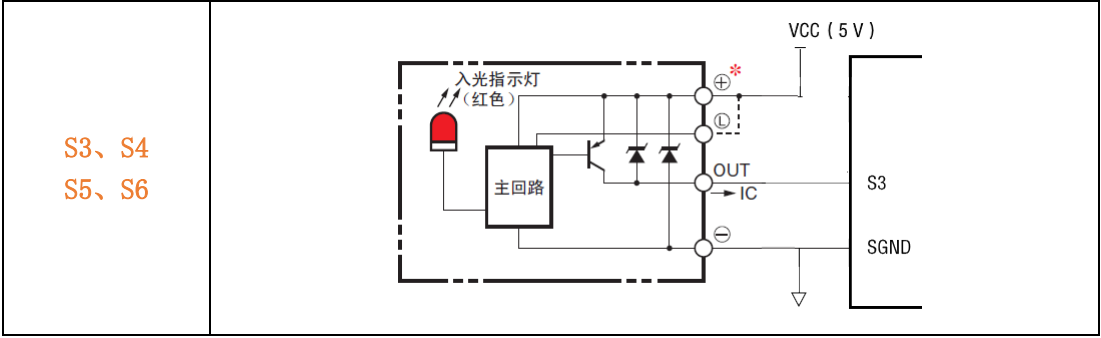 S3、S4
S5、S6
VCC ( 5 V )
入光指示灯
（红色）
⊕*
Ⓛ
主回路
OUT
IC
⊖
S3
SGND